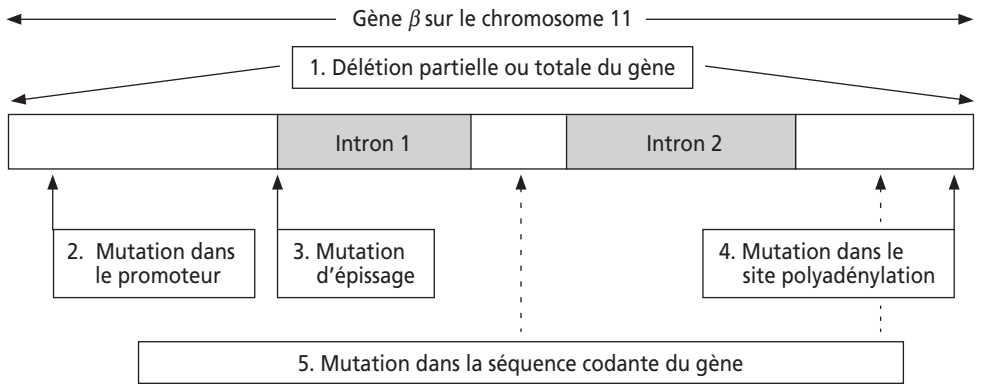 Gène β sur le chromosome 11
1. Délétion partielle ou totale du gène
Intron 1
Intron 2
2. Mutation dans
le promoteur
3. Mutation
d'épissage
4. Mutation dans le
site polyadénylation
5. Mutation dans la séquence codante du gène